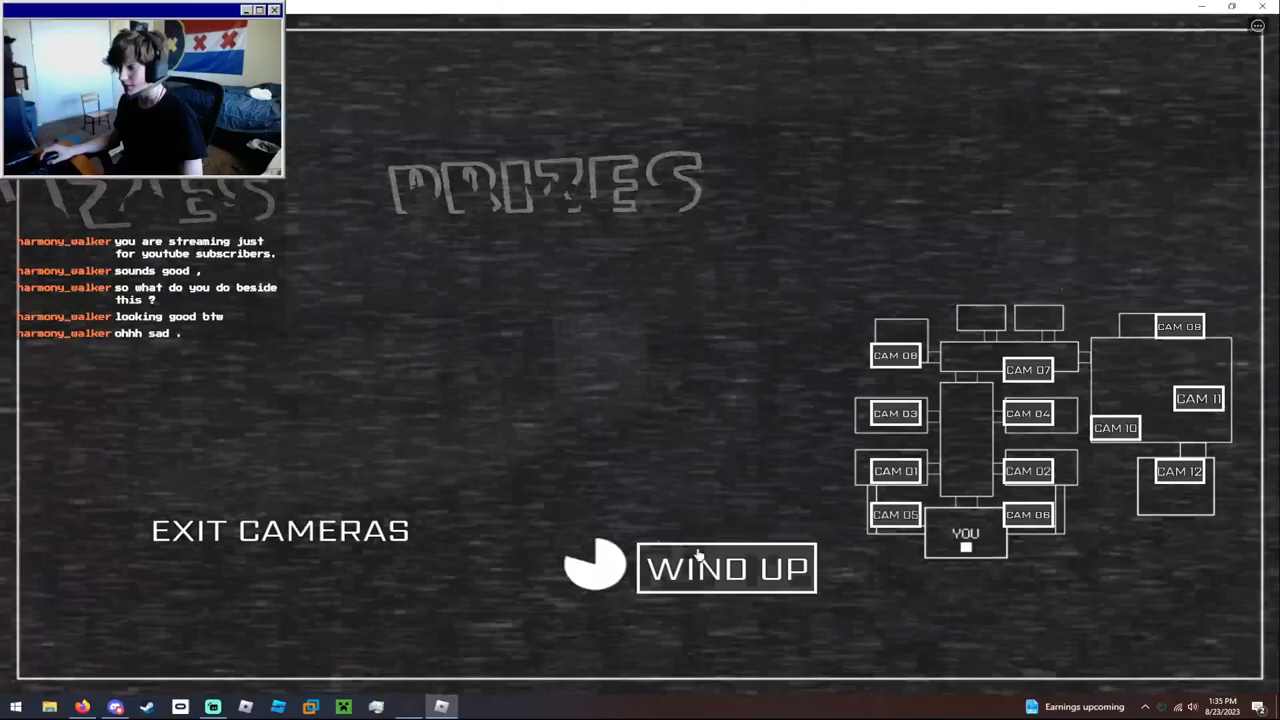 PRIZES
harmony_walker you are streaming just
for youtube subscribers.
harmony_walker sounds good ,
harmony_walker so what do you do beside
this ?
harmony_walker looking good btw
harmony_walker ohhh sad .
CAM 09
CAM 08
CAM 07
CAM 11
CAM 03
CAM 04
CAM 10
CAM 01
CAM 02
CAM 12
CAM 05
CAM 06
YOU
EXIT CAMERAS
WIND UP
Earnings upcoming
1:35 PM
8/23/2023